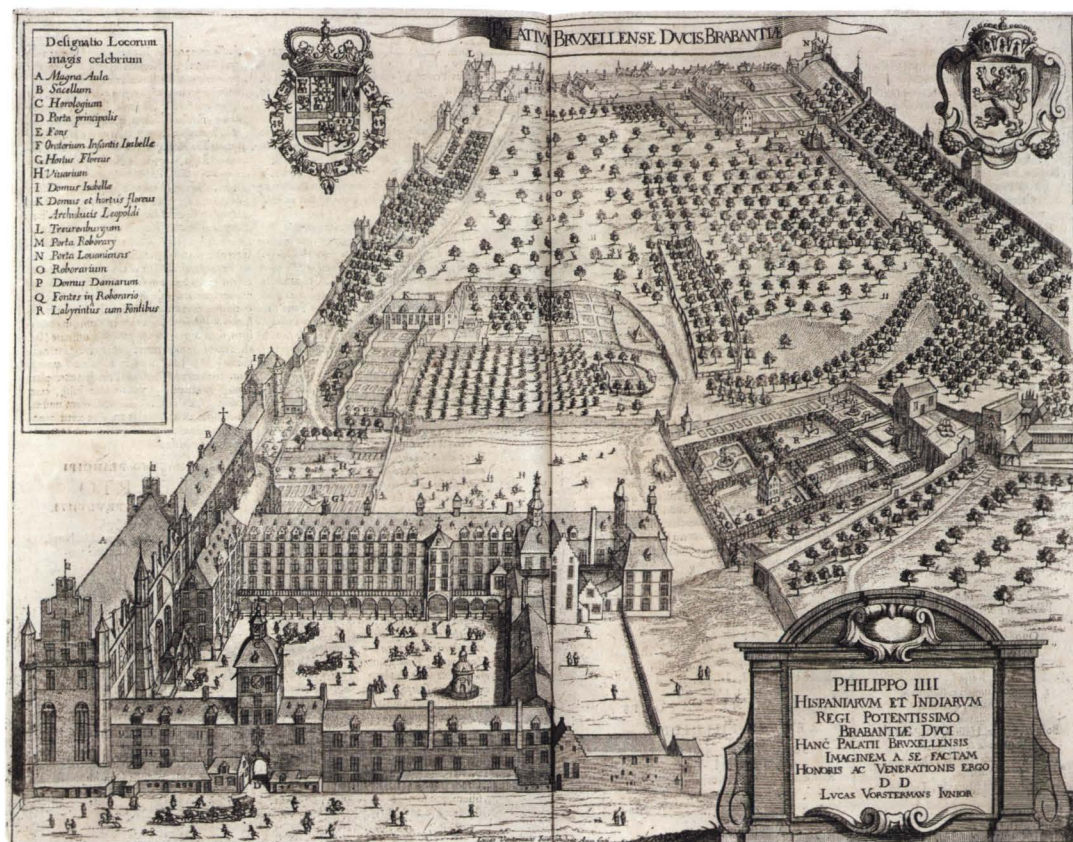 PALATIVM BRVXELLENSE DVCIS BRABANTIÆ
Designatio Locorum
magis celebrium
A Magna Aula
B Sacellum
C Horologium
D Porta principalis
E Fons
F Oratorium Infantis Isabellæ
G Hortus Floreus
H Viuarium
I Domus Isabellæ
K Domus et hortus floreus
Archiducis Leopoldi
L
M Porta Roborarÿ
N Porta Louaniensis
O Roborarium
P Domus Damarum
Q Fontes in Roborario
R Labyrintus cum Fontibus
L
N
B
A
I
H
G
H
H
E
C
D
R
PHILIPPO IIII
HISPANIARVM ET INDIARVM
REGI POTENTISSIMO
BRABANTIÆ DVCI
HANC PALATII BRVXELLENSIS
IMAGINEM A SE FACTAM
HONORIS AC VENERATIONIS ERGO
D D
LVCAS VORSTERMANS IVNIOR